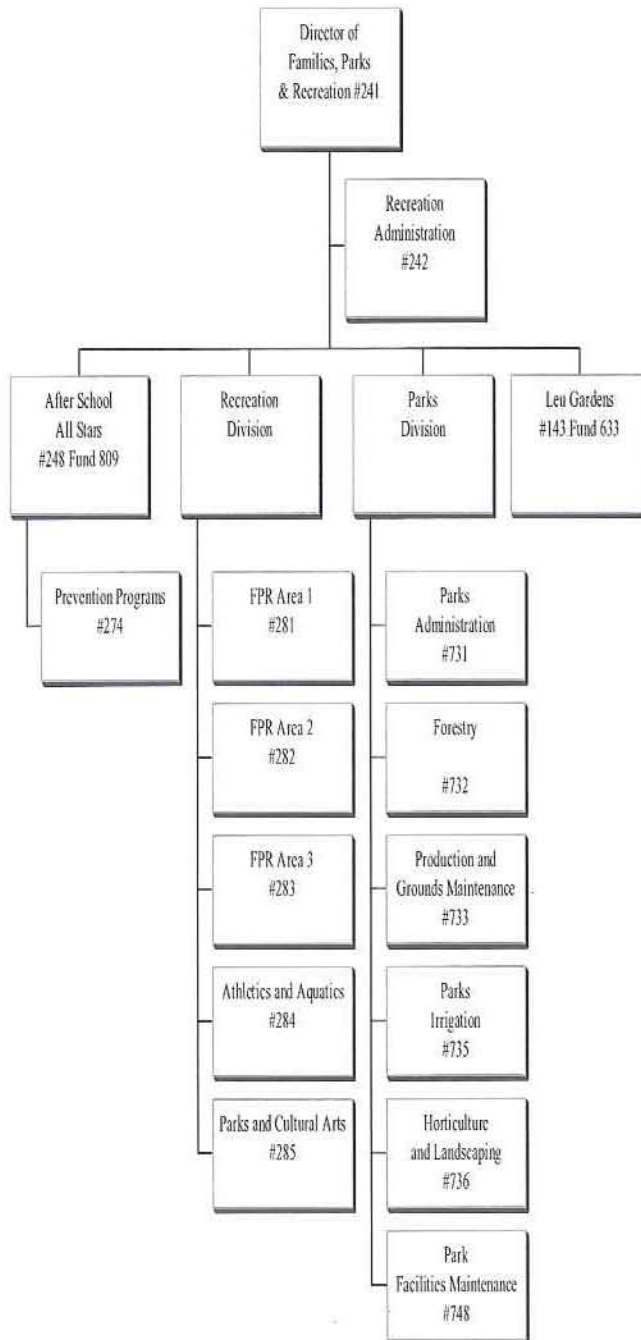 Director of
Families, Parks
& Recreation #241
Recreation
Administration
#242
After School
All Stars
#248 Fund 809
Recreation
Division
Parks
Division
Leu Gardens
#143 Fund 633
Prevention Programs
#274
FPR Area 1
#281
FPR Area 2
#282
FPR Area 3
#283
Athletics and Aquatics
#284
Parks and Cultural Arts
#285
Parks
Administration
#731
Forestry
#732
Production and
Grounds Maintenance
#733
Parks
Irrigation
#735
Horticulture
and Landscaping
#736
Park
Facilities Maintenance
#748